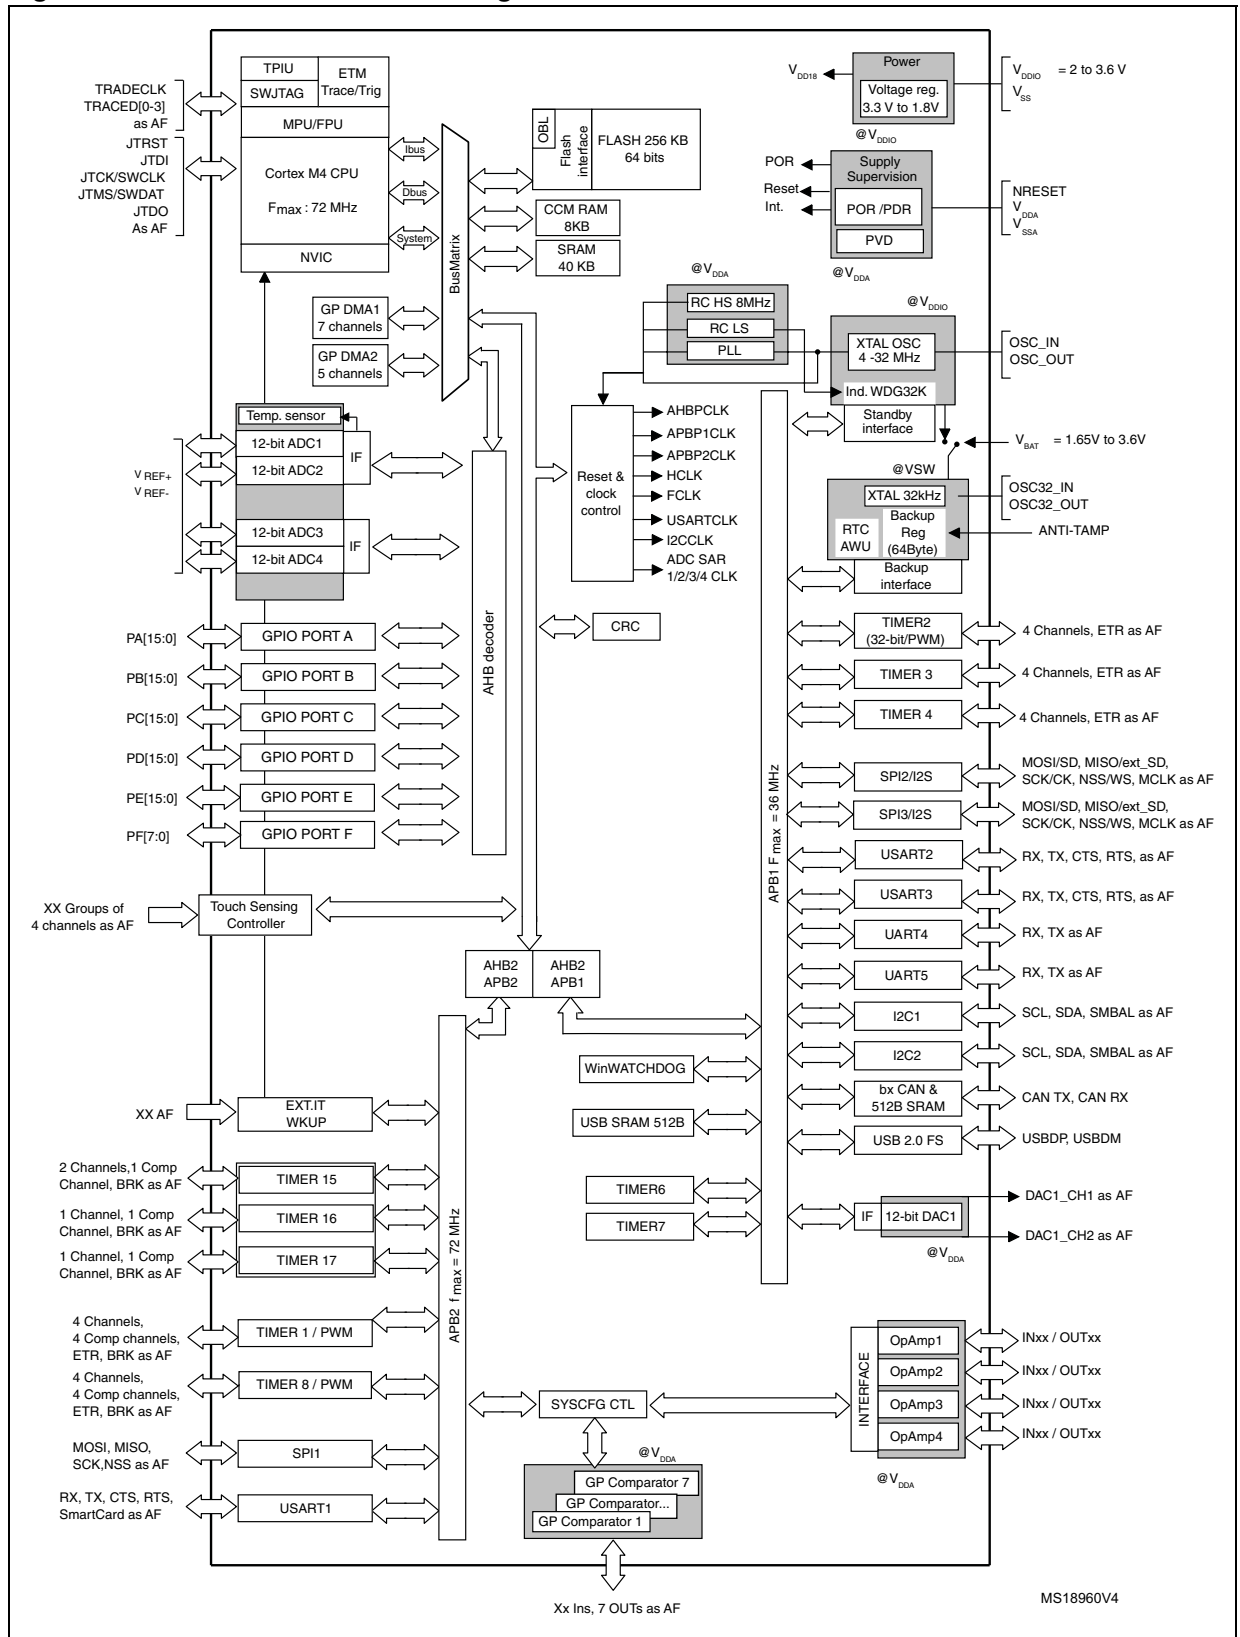 TPIU
ETM
Trace/Trig
SWJTAG
MPU/FPU
Cortex M4 CPU
Fmax : 72 MHz
NVIC
TRADECLK
TRACED[0-3]
as AF
JTRST
JTDI
JTCK/SWCLK
JTMS/SWDAT
JTDO
As AF
Ibus
Dbus
System
BusMatrix
OBL
Flash
interface
FLASH 256 KB
64 bits
CCM RAM
8KB
SRAM
40 KB
GP DMA1
7 channels
GP DMA2
5 channels
VDD18
Power
Voltage reg.
3.3 V to 1.8V
VDDIO = 2 to 3.6 V
VSS
@VDDIO
POR
Reset
Int.
Supply
Supervision
POR /PDR
PVD
NRESET
VDDA
VSSA
@VDDA
@VDDA
RC HS 8MHz
RC LS
PLL
@VDDIO
XTAL OSC
4 -32 MHz
Ind. WDG32K
Standby
interface
OSC_IN
OSC_OUT
VBAT = 1.65V to 3.6V
@VSW
XTAL 32kHz
RTC
AWU
Backup
Reg
(64Byte)
Backup
interface
OSC32_IN
OSC32_OUT
ANTI-TAMP
Reset &
clock
control
AHBPCLK
APBP1CLK
APBP2CLK
HCLK
FCLK
USARTCLK
I2CCLK
ADC SAR
1/2/3/4 CLK
Temp. sensor
12-bit ADC1
12-bit ADC2
IF
12-bit ADC3
12-bit ADC4
IF
V REF+
V REF-
AHB decoder
CRC
PA[15:0]
GPIO PORT A
PB[15:0]
GPIO PORT B
PC[15:0]
GPIO PORT C
PD[15:0]
GPIO PORT D
PE[15:0]
GPIO PORT E
PF[7:0]
GPIO PORT F
XX Groups of
4 channels as AF
Touch Sensing
Controller
AHB2
APB2
AHB2
APB1
APB1 F max = 36 MHz
TIMER2
(32-bit/PWM)
4 Channels, ETR as AF
TIMER 3
4 Channels, ETR as AF
TIMER 4
4 Channels, ETR as AF
SPI2/I2S
MOSI/SD, MISO/ext_SD,
SCK/CK, NSS/WS, MCLK as AF
SPI3/I2S
MOSI/SD, MISO/ext_SD,
SCK/CK, NSS/WS, MCLK as AF
USART2
RX, TX, CTS, RTS, as AF
USART3
RX, TX, CTS, RTS, as AF
UART4
RX, TX as AF
UART5
RX, TX as AF
I2C1
SCL, SDA, SMBAL as AF
I2C2
SCL, SDA, SMBAL as AF
bx CAN &
512B SRAM
CAN TX, CAN RX
USB 2.0 FS
USBDP, USBDM
IF
12-bit DAC1
DAC1_CH1 as AF
DAC1_CH2 as AF
@VDDA
WinWATCHDOG
USB SRAM 512B
TIMER6
TIMER7
XX AF
EXT.IT
WKUP
2 Channels,1 Comp
Channel, BRK as AF
TIMER 15
1 Channel, 1 Comp
Channel, BRK as AF
TIMER 16
1 Channel, 1 Comp
Channel, BRK as AF
TIMER 17
4 Channels,
4 Comp channels,
ETR, BRK as AF
TIMER 1 / PWM
4 Channels,
4 Comp channels,
ETR, BRK as AF
TIMER 8 / PWM
MOSI, MISO,
SCK,NSS as AF
SPI1
RX, TX, CTS, RTS,
SmartCard as AF
USART1
APB2 f max = 72 MHz
SYSCFG CTL
@VDDA
GP Comparator 7
GP Comparator...
GP Comparator 1
Xx Ins, 7 OUTs as AF
INTERFACE
OpAmp1
INxx / OUTxx
OpAmp2
INxx / OUTxx
OpAmp3
INxx / OUTxx
OpAmp4
INxx / OUTxx
@VDDA
MS18960V4